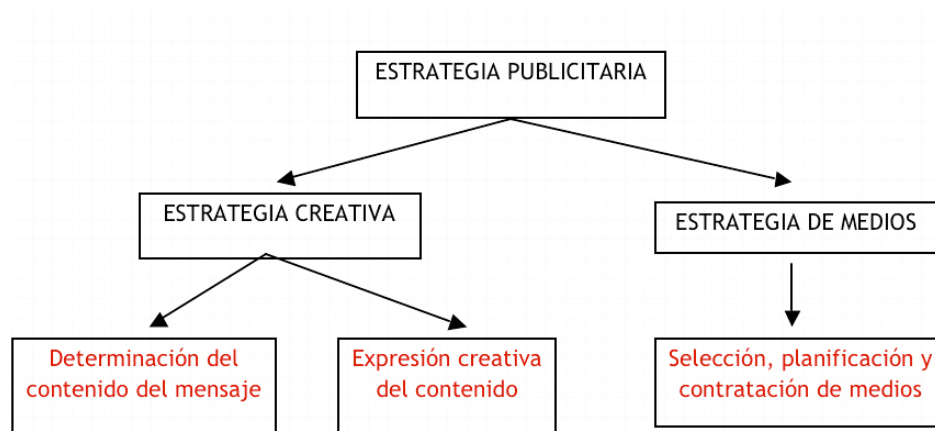 ESTRATEGIA PUBLICITARIA
ESTRATEGIA CREATIVA
ESTRATEGIA DE MEDIOS
Determinación del
contenido del mensaje
Expresión creativa
del contenido
Selección, planificación y
contratación de medios